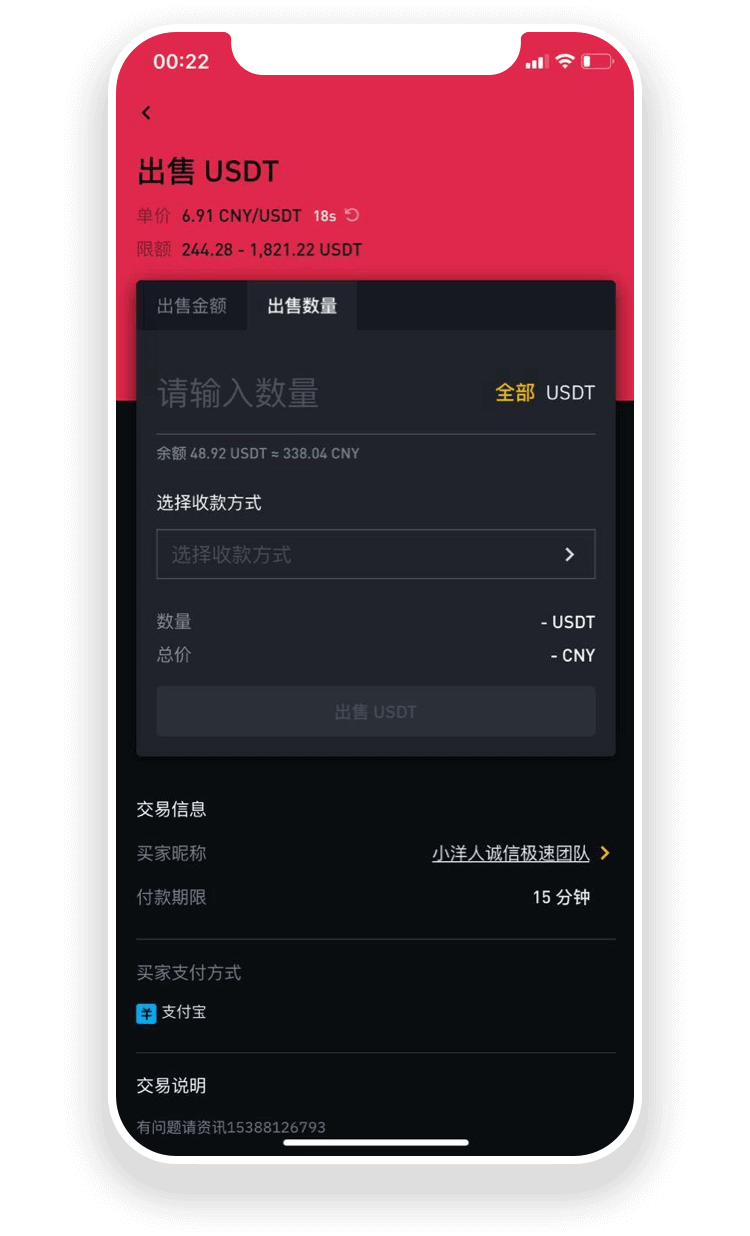 00:22
出售 USDT
单价 6.91 CNY/USDT 18s
限额 244.28 - 1,821.22 USDT
出售金额 出售数量
请输入数量 全部 USDT
余额 48.92 USDT ≈ 338.04 CNY
选择收款方式
选择收款方式
数量 - USDT
总价 - CNY
出售 USDT
交易信息
买家昵称 小洋人诚信极速团队
付款期限 15 分钟
买家支付方式
支付宝
交易说明
有问题请资讯15388126793